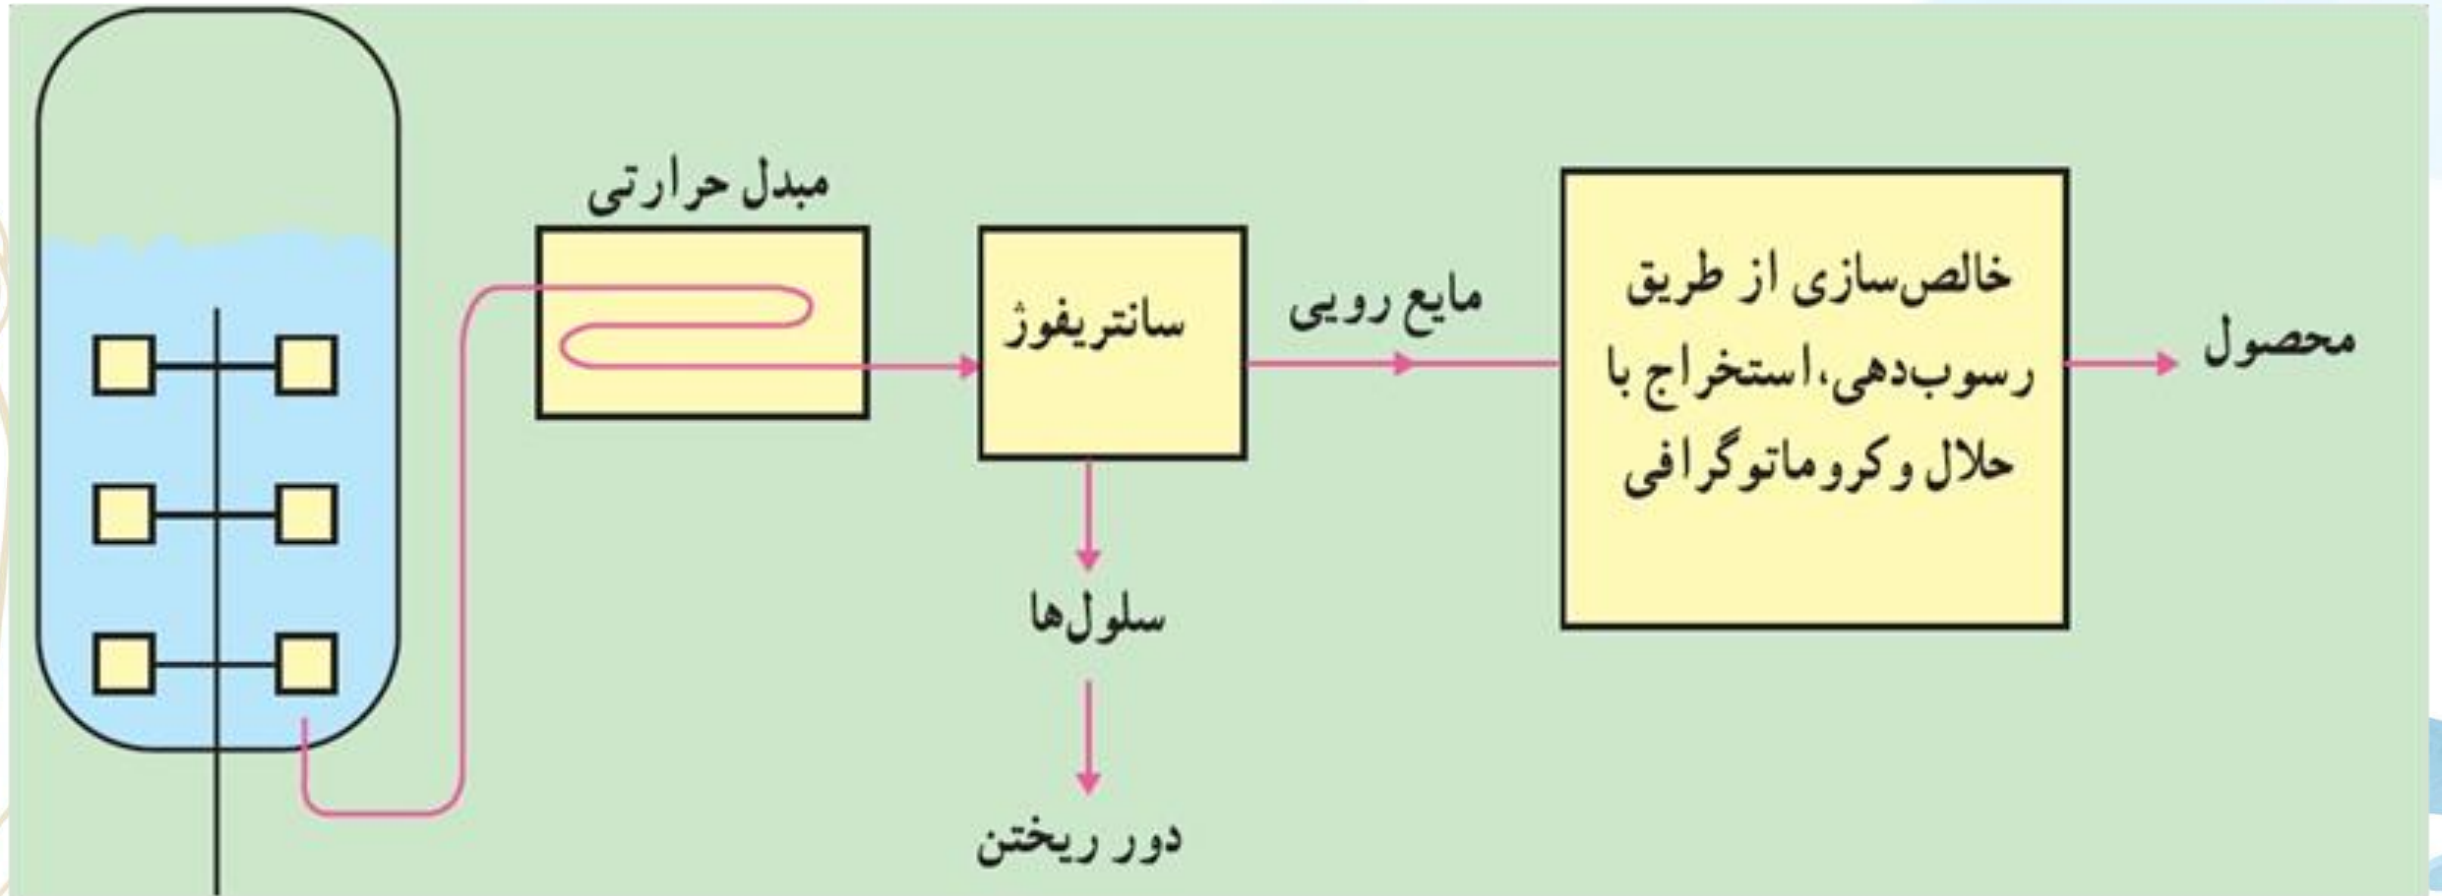 مبدل حرارتی
سانتریفوژ
مایع رویی
خالص‌سازی از طریق
رسوب‌دهی، استخراج با
حلال و کروماتوگرافی
محصول
سلول‌ها
دور ریختن